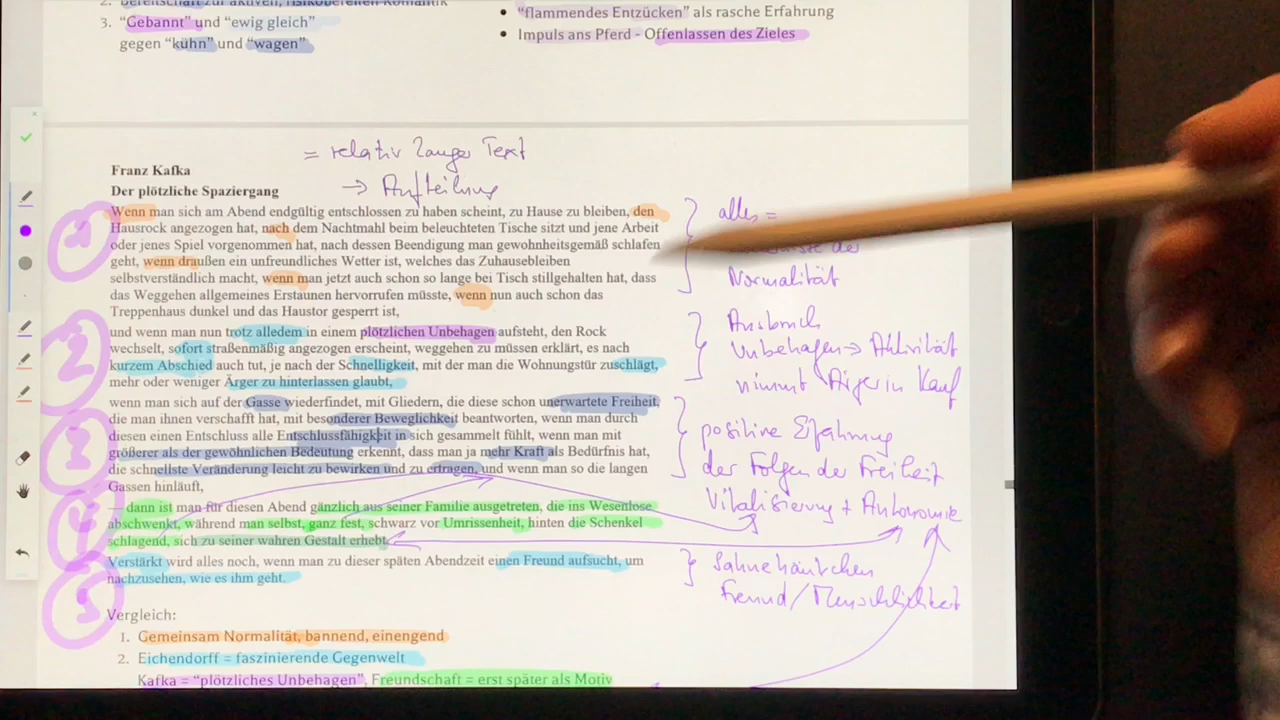 2. Bereitschaft zur aktiven, risikobereiten Romantik
3. “Gebannt” und “ewig gleich”
gegen “kühn” und “wagen”
• “flammendes Entzücken” als rasche Erfahrung
• Impuls ans Pferd - Offenlassen des Zieles
= relativ langer Text
→ Aufteilung
Franz Kafka
Der plötzliche Spaziergang
1
Wenn man sich am Abend endgültig entschlossen zu haben scheint, zu Hause zu bleiben, den
Hausrock angezogen hat, nach dem Nachtmahl beim beleuchteten Tische sitzt und jene Arbeit
oder jenes Spiel vorgenommen hat, nach dessen Beendigung man gewohnheitsgemäß schlafen
geht, wenn draußen ein unfreundliches Wetter ist, welches das Zuhausebleiben
selbstverständlich macht, wenn man jetzt auch schon so lange bei Tisch stillgehalten hat, dass
das Weggehen allgemeines Erstaunen hervorrufen müsste, wenn nun auch schon das
Treppenhaus dunkel und das Haustor gesperrt ist,
alles =
der
Normalität
2
und wenn man nun trotz alledem in einem plötzlichen Unbehagen aufsteht, den Rock
wechselt, sofort straßenmäßig angezogen erscheint, weggehen zu müssen erklärt, es nach
kurzem Abschied auch tut, je nach der Schnelligkeit, mit der man die Wohnungstür zuschlägt,
mehr oder weniger Ärger zu hinterlassen glaubt,
Ausbruch
Unbehagen → Aktivität
nimmt Ärger in Kauf
3
wenn man sich auf der Gasse wiederfindet, mit Gliedern, die diese schon unerwartete Freiheit,
die man ihnen verschafft hat, mit besonderer Beweglichkeit beantworten, wenn man durch
diesen einen Entschluss alle Entschlussfähigkeit in sich gesammelt fühlt, wenn man mit
größerer als der gewöhnlichen Bedeutung erkennt, dass man ja mehr Kraft als Bedürfnis hat,
die schnellste Veränderung leicht zu bewirken und zu ertragen, und wenn man so die langen
Gassen hinläuft,
positive Erfahrung
der Folgen der Freiheit
Vitalisierung + Autonomie
4
— dann ist man für diesen Abend gänzlich aus seiner Familie ausgetreten, die ins Wesenlose
abschwenkt, während man selbst, ganz fest, schwarz vor Umrissenheit, hinten die Schenkel
schlagend, sich zu seiner wahren Gestalt erhebt.
5
Verstärkt wird alles noch, wenn man zu dieser späten Abendzeit einen Freund aufsucht, um
nachzusehen, wie es ihm geht.
Sahnehäubchen
Freund / Menschlichkeit
Vergleich:
1. Gemeinsam Normalität, bannend, einengend
2. Eichendorff = faszinierende Gegenwelt
Kafka = “plötzliches Unbehagen”, Freundschaft = erst später als Motiv